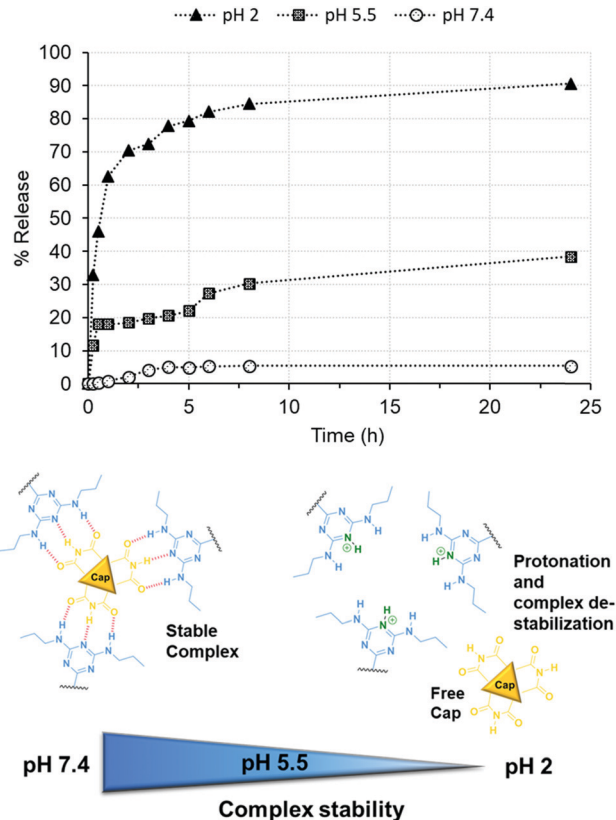 pH 2 pH 5.5 pH 7.4
100
90
80
70
60
50
40
30
20
10
0
% Release
0 5 10 15 20 25
Time (h)
N N N N H N H
N N N N H N H
N N N N H N H
O N O H
O N O H
O N O H
Cap
Stable
Complex
N N N H N H N H ⊕
N N N H N H N H ⊕
N N N H N H N H ⊕
Protonation
and
complex de-
stabilization
O N O H
O N O H
O N O H
Cap
Free
Cap
pH 7.4 pH 5.5 pH 2
Complex stability